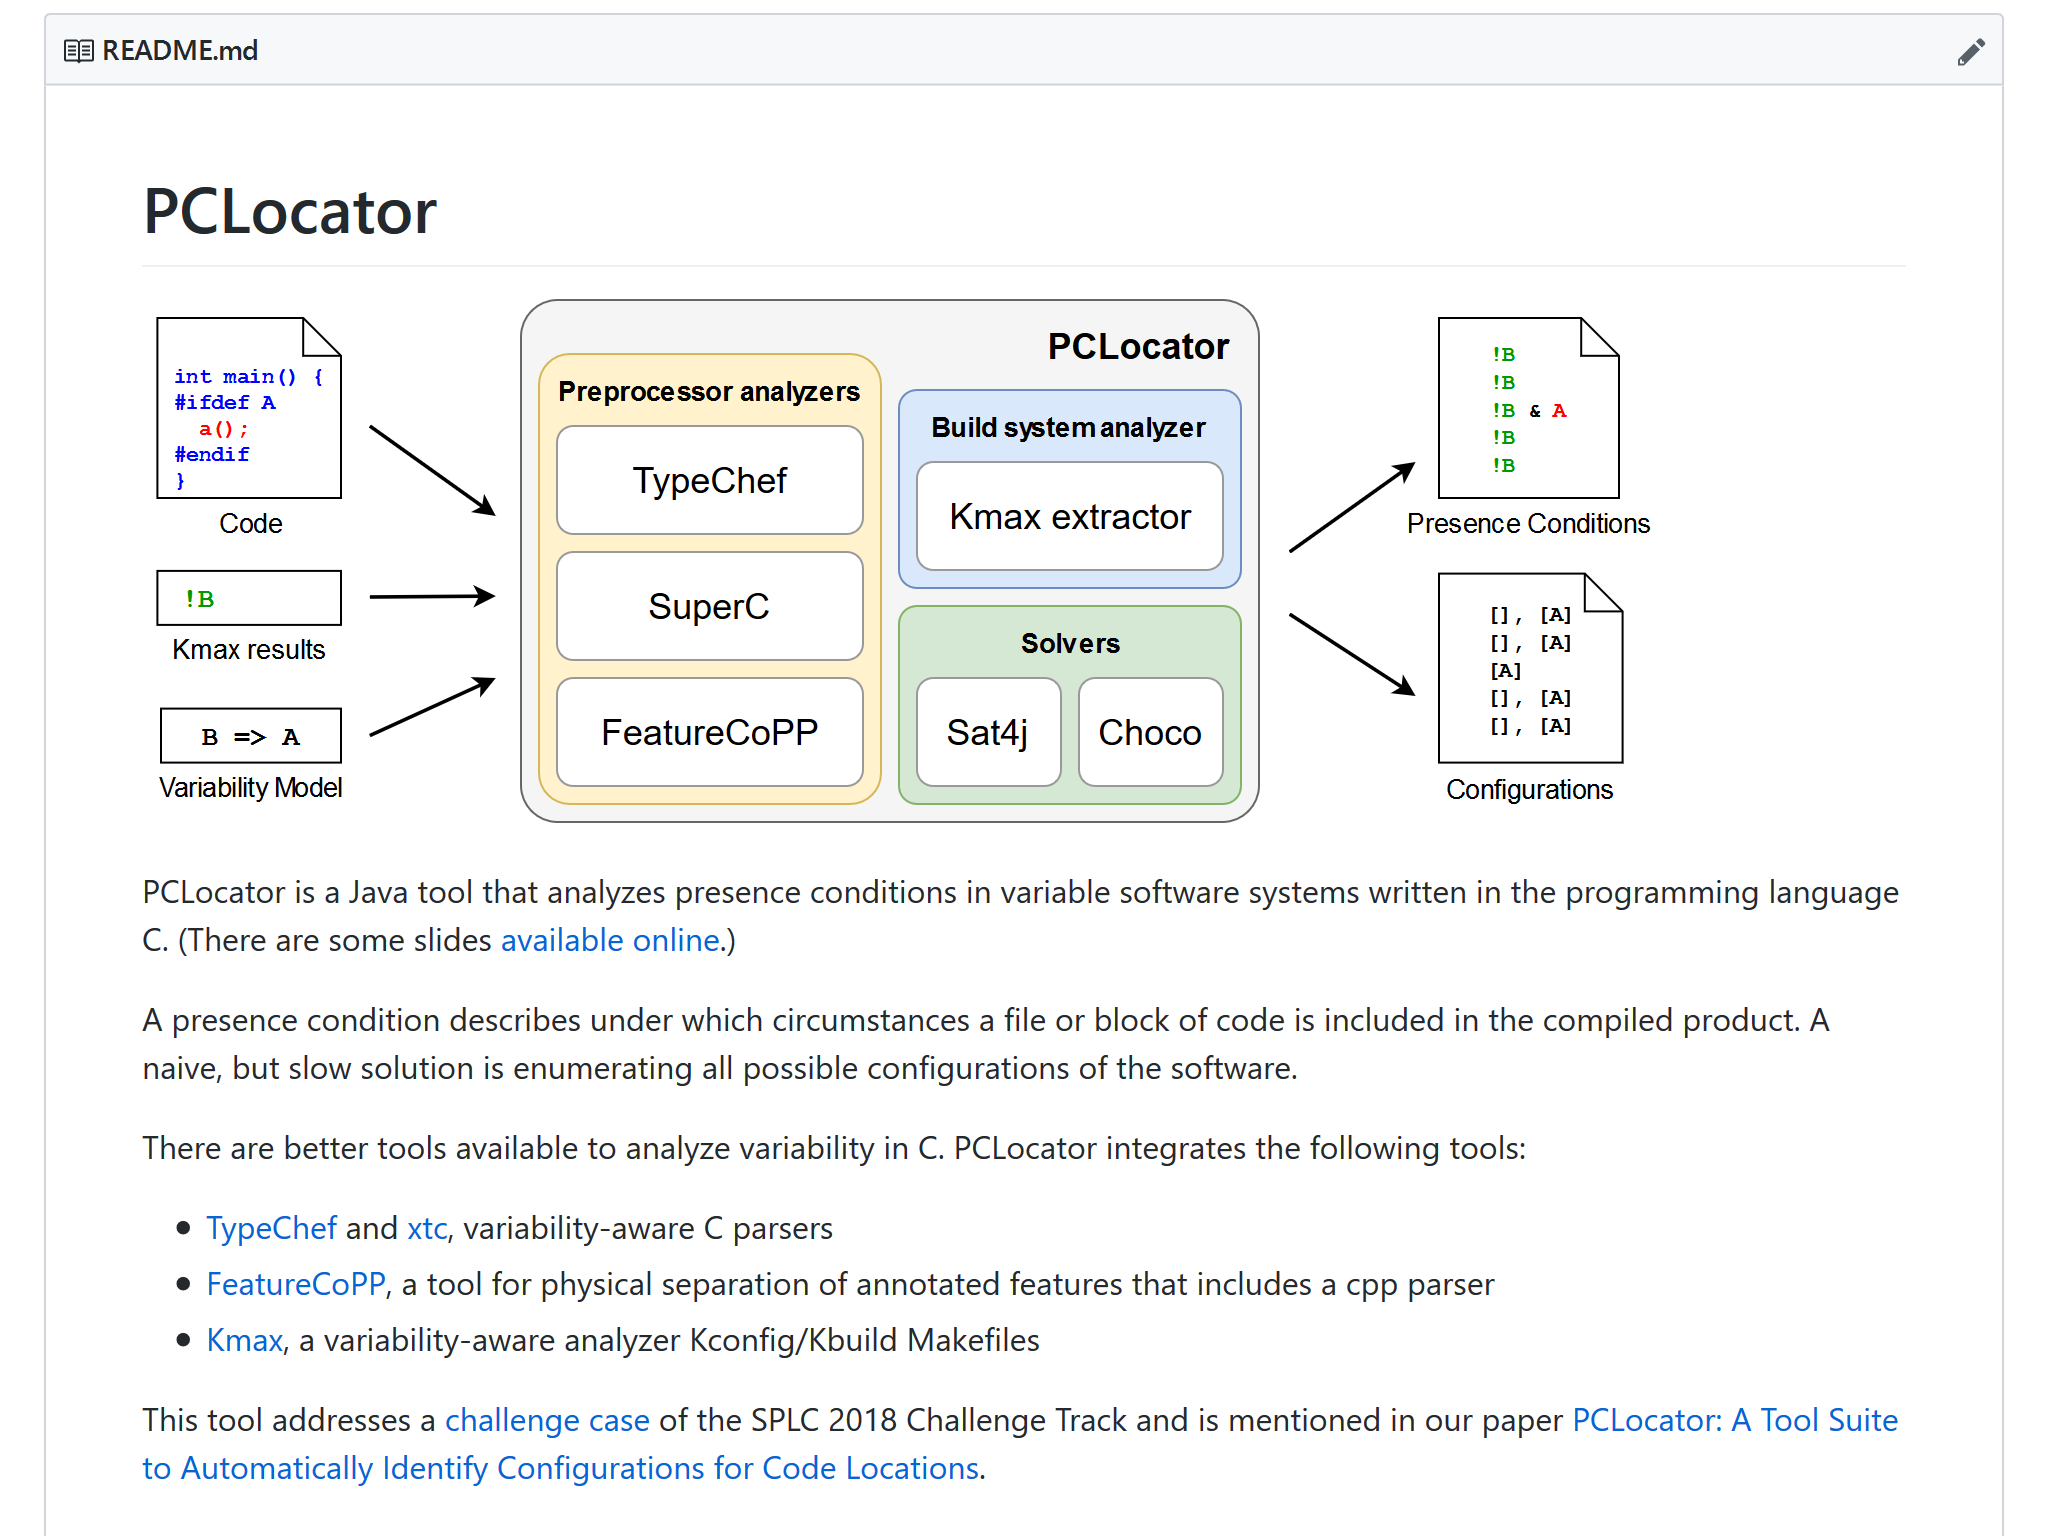 README.md
PCLocator
int main() {
#ifdef A
a();
#endif
}
Code
!B
Kmax results
B => A
Variability Model
PCLocator
Preprocessor analyzers
TypeChef
SuperC
FeatureCoPP
Build system analyzer
Kmax extractor
Solvers
Sat4j
Choco
!B
!B
!B & A
!B
!B
Presence Conditions
[], [A]
[], [A]
[A]
[], [A]
[], [A]
Configurations
PCLocator is a Java tool that analyzes presence conditions in variable software systems written in the programming language
C. (There are some slides available online.)
A presence condition describes under which circumstances a file or block of code is included in the compiled product. A
naive, but slow solution is enumerating all possible configurations of the software.
There are better tools available to analyze variability in C. PCLocator integrates the following tools:
• TypeChef and xtc, variability-aware C parsers
• FeatureCoPP, a tool for physical separation of annotated features that includes a cpp parser
• Kmax, a variability-aware analyzer Kconfig/Kbuild Makefiles
This tool addresses a challenge case of the SPLC 2018 Challenge Track and is mentioned in our paper PCLocator: A Tool Suite
to Automatically Identify Configurations for Code Locations.